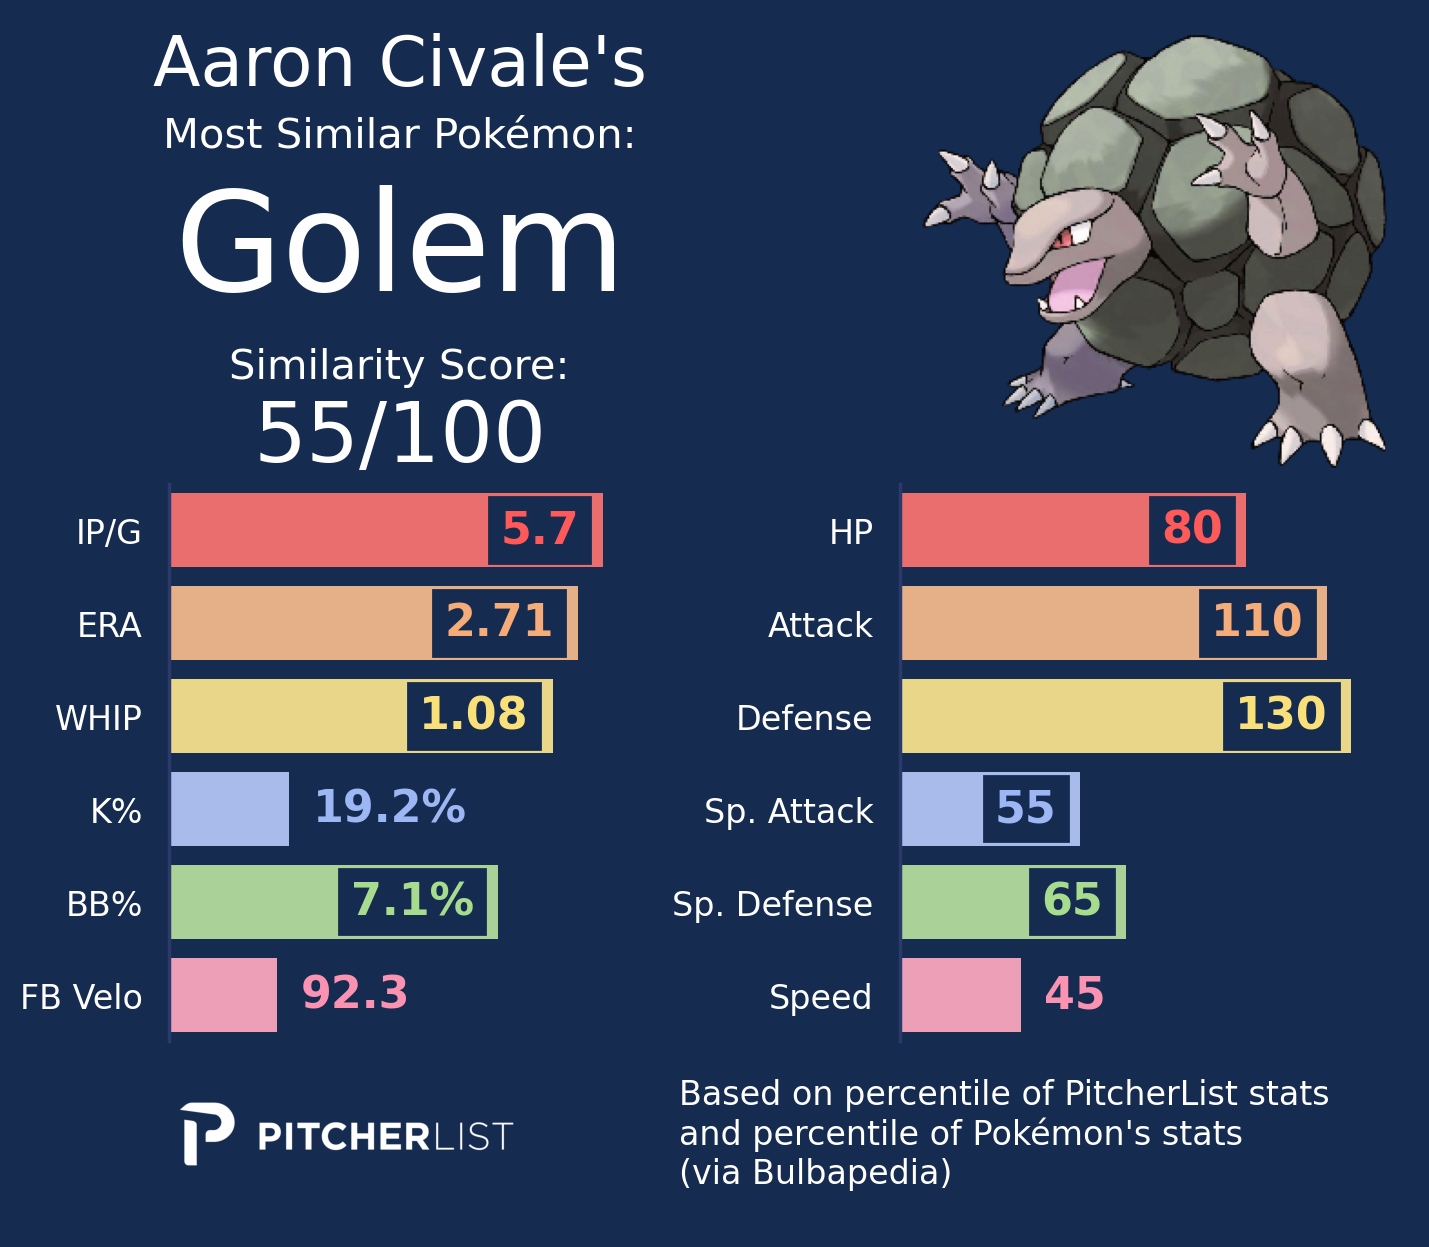 Aaron Civale's
Most Similar Pokémon:
Golem
Similarity Score:
55/100
IP/G 5.7
ERA 2.71
WHIP 1.08
K% 19.2%
BB% 7.1%
FB Velo 92.3
HP 80
Attack 110
Defense 130
Sp. Attack 55
Sp. Defense 65
Speed 45
PITCHERLIST
Based on percentile of PitcherList stats
and percentile of Pokémon's stats
(via Bulbapedia)